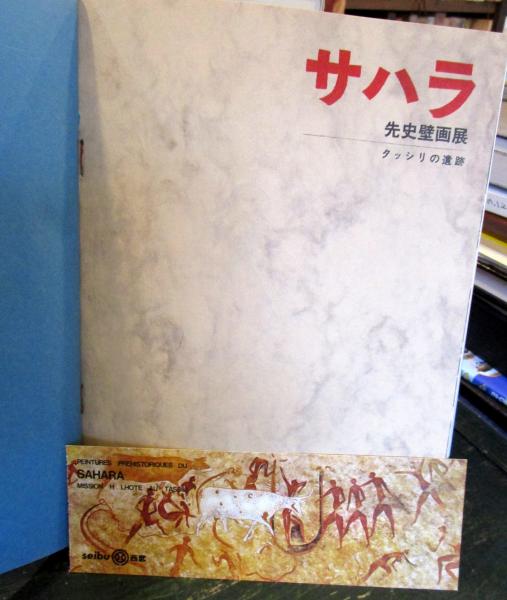 サハラ
先史壁画展
タッシリの遺跡
PEINTURES PREHISTORIQUES DU
SAHARA
MISSION H LHOTE AU TASSILI
seibu 西武